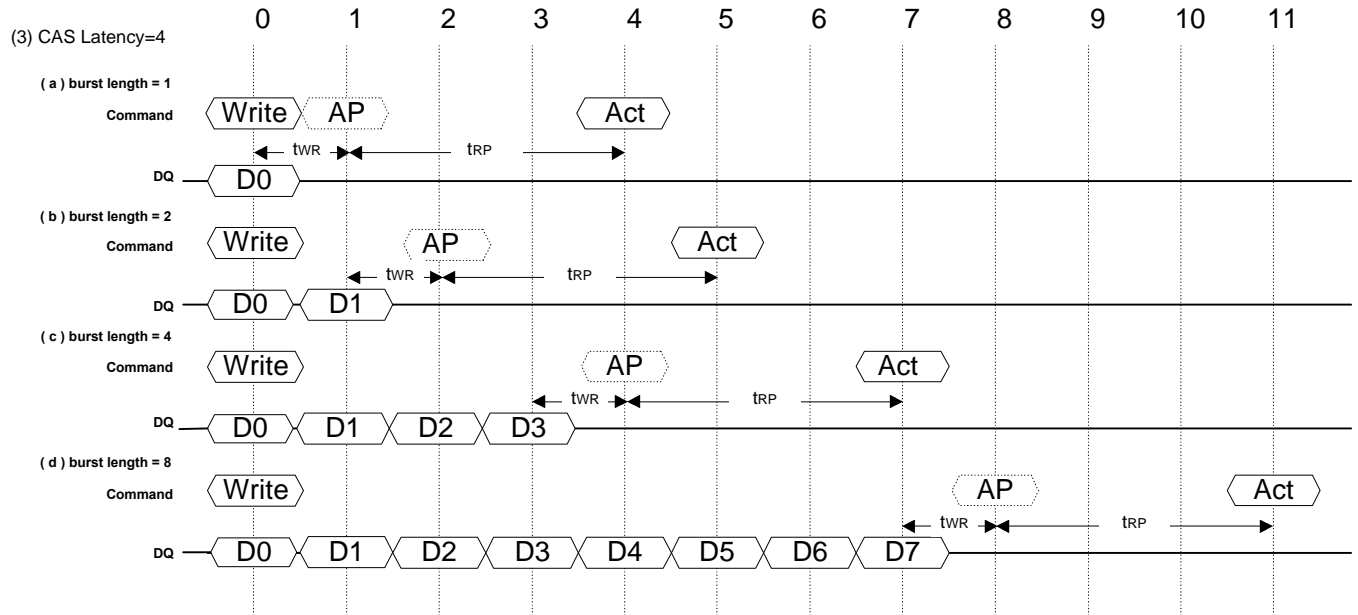 0 1 2 3 4 5 6 7 8 9 10 11
(3) CAS Latency=4
( a ) burst length = 1
Command Write AP Act
tWR tRP
DQ D0
( b ) burst length = 2
Command Write AP Act
tWR tRP
DQ D0 D1
( c ) burst length = 4
Command Write AP Act
tWR tRP
DQ D0 D1 D2 D3
( d ) burst length = 8
Command Write AP Act
tWR tRP
DQ D0 D1 D2 D3 D4 D5 D6 D7